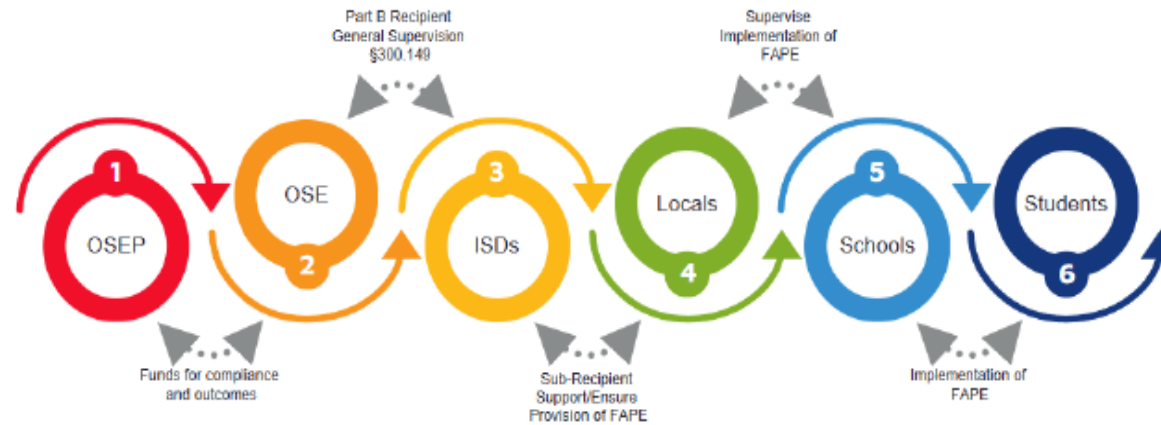 Part B Recipient
General Supervision
§300.149
Supervise
Implementation of
FAPE
1
OSEP
OSE
2
3
ISDs
Locals
4
5
Schools
Students
6
Funds for compliance
and outcomes
Sub-Recipient
Support/Ensure
Provision of FAPE
Implementation of
FAPE